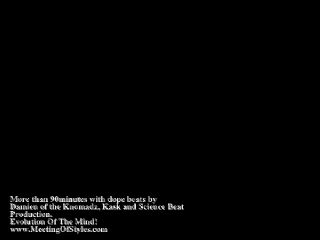 More than 90minutes with dope beats by
Damien of the Knomadz, Kask and Science Beat
Production.
Evolution Of The Mind!
www.MeetingOfStyles.com